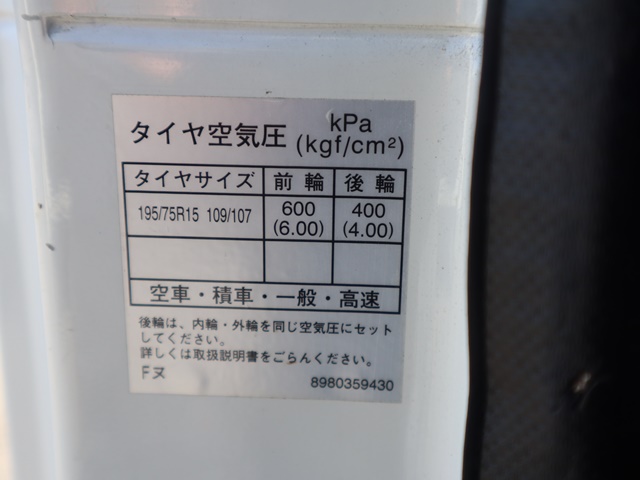 タイヤ空気圧 kPa
(kgf/cm²)
タイヤサイズ 前輪 後輪
195/75R15 109/107 600 400
(6.00) (4.00)
空車・積車・一般・高速
後輪は、内輪・外輪を同じ空気圧にセット
してください。
詳しくは取扱説明書をごらんください。
Fヌ 8980359430